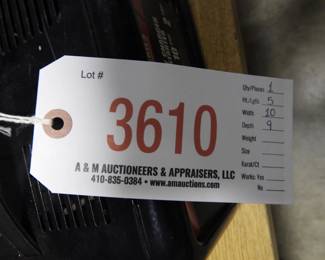 Lot #
3610
A & M AUCTIONEERS & APPRAISERS, LLC
410-835-0384 • www.amauctions.com
Qty/Pieces 1
Ht./Lgth: 5
Width: 10
Depth 9
Weight
Size
Karat/Ct
Works: Yes
No